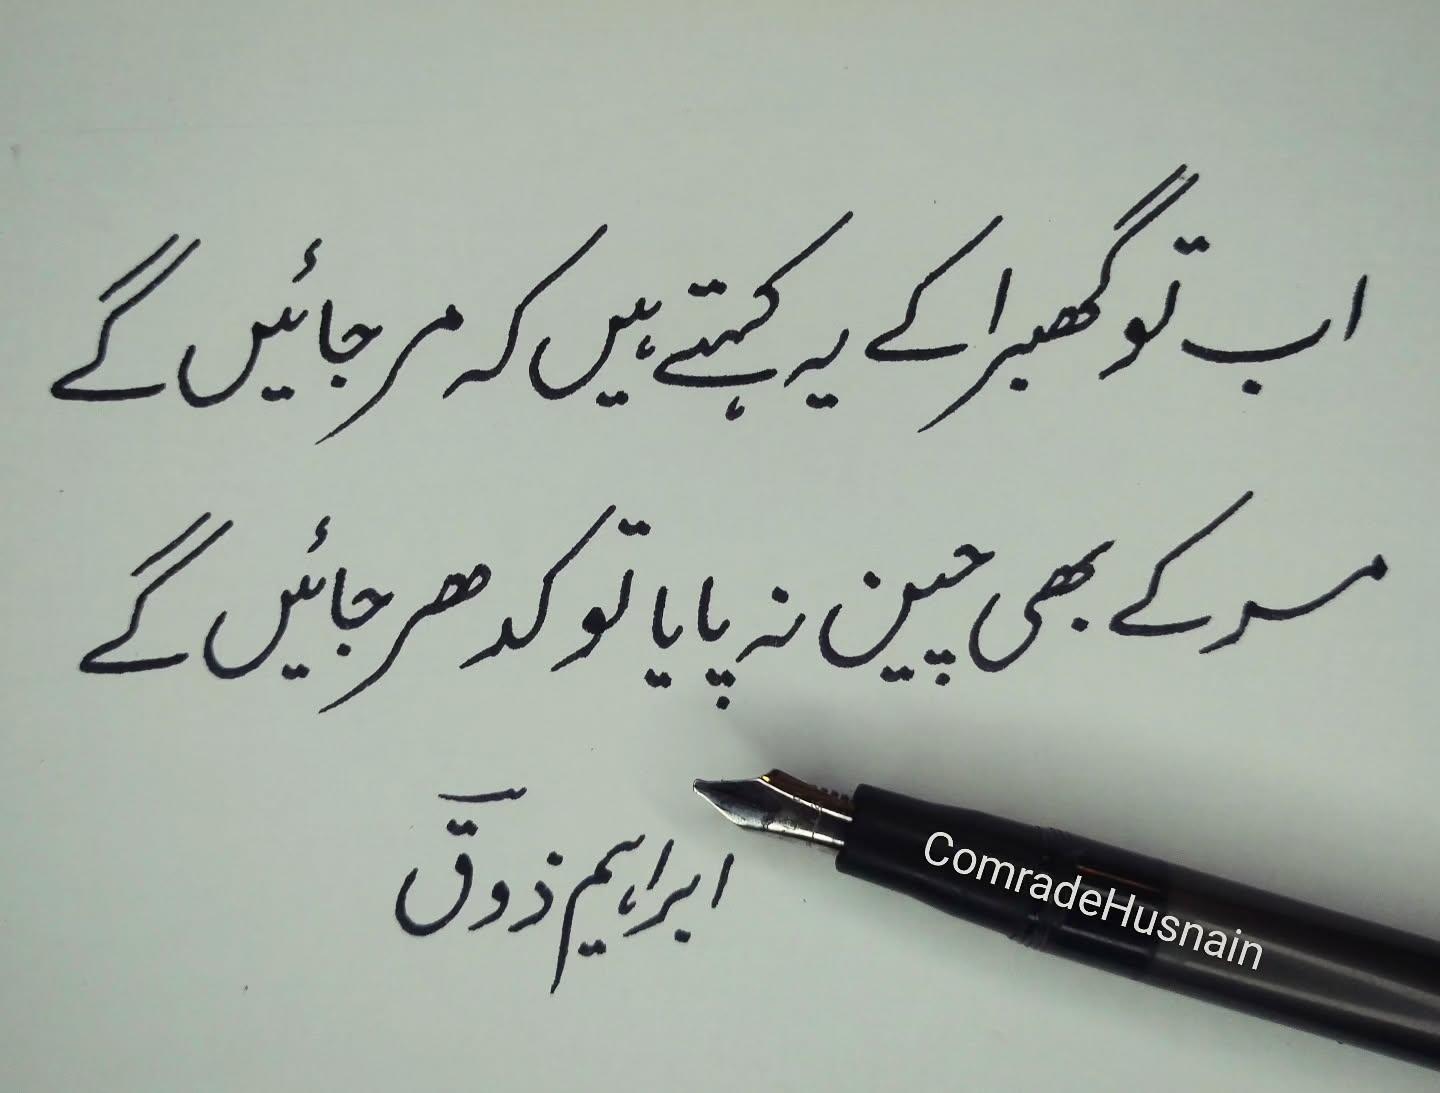 اب تو گھبرا کے یہ کہتے ہیں کہ مر جائیں گے
مر کے بھی چین نہ پایا تو کدھر جائیں گے
ابراہیم ذوقؔ
ComradeHusnain